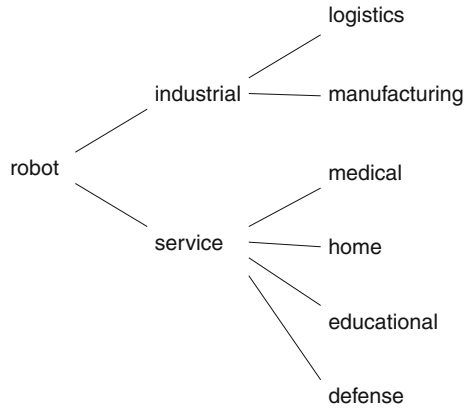 logistics
industrial
manufacturing
robot
medical
service
home
educational
defense